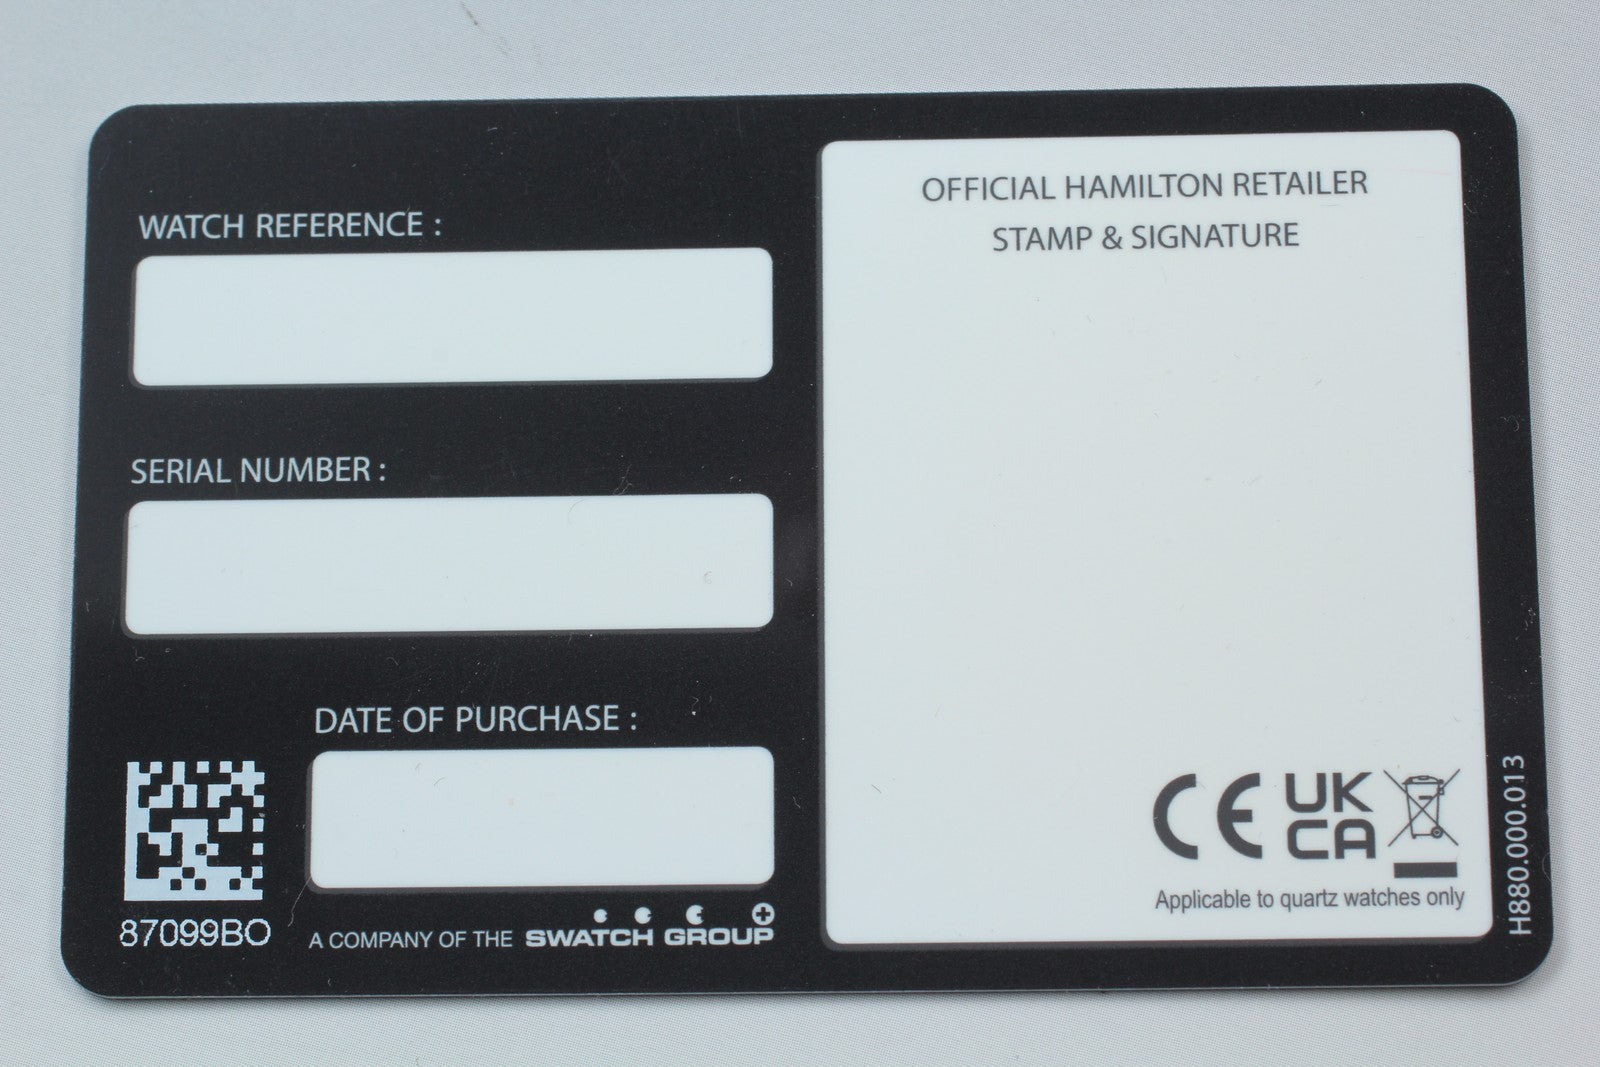 WATCH REFERENCE :
SERIAL NUMBER :
DATE OF PURCHASE :
87099BO
A COMPANY OF THE SWATCH GROUP
OFFICIAL HAMILTON RETAILER
STAMP & SIGNATURE
CE UK
CA
Applicable to quartz watches only
H880.000.013